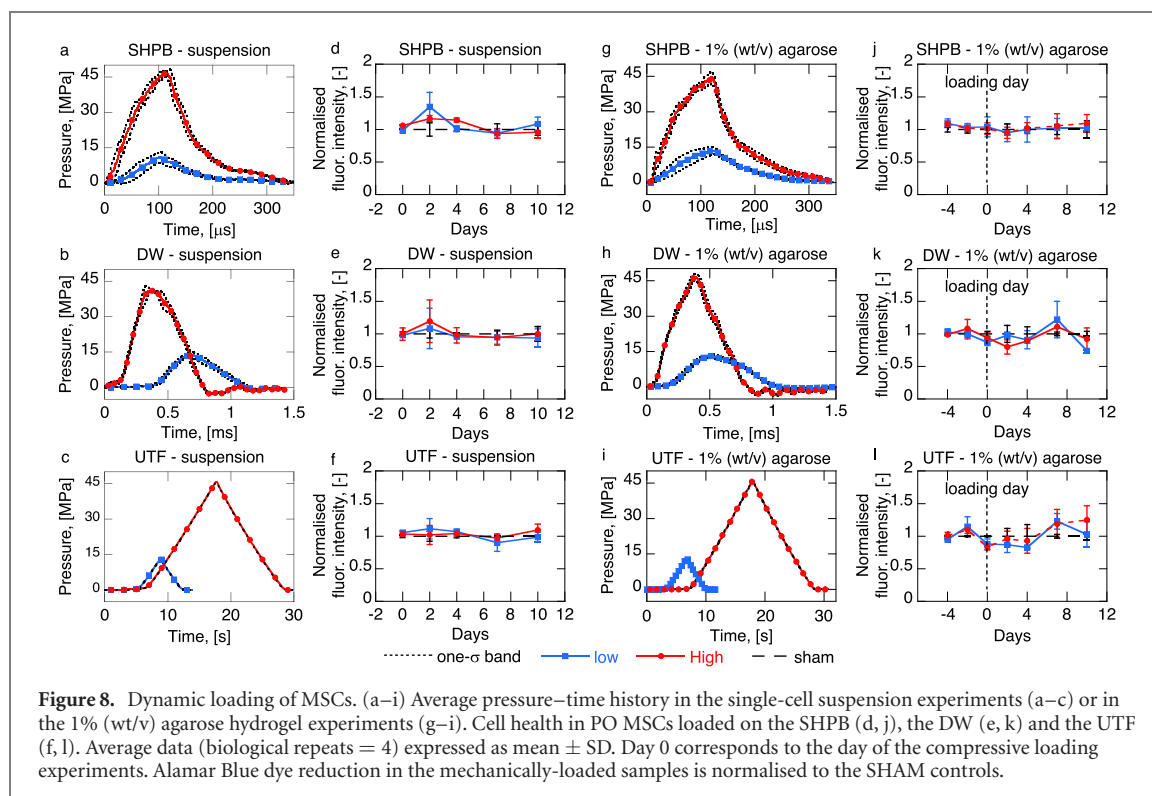 a SHPB - suspension
Pressure, [MPa]
45
30
15
0
0 100 200 300
Time, [μs]
d SHPB - suspension
Normalised
fluor. intensity, [-]
2
1.5
1
0.5
0
-2 0 2 4 6 8 10 12
Days
g SHPB - 1% (wt/v) agarose
Pressure, [MPa]
45
30
15
0
0 100 200 300
Time, [μs]
j SHPB - 1% (wt/v) agarose
loading day
Normalised
fluor. intensity, [-]
2
1.5
1
0.5
0
-4 0 4 8 12
Days
b DW - suspension
Pressure, [MPa]
45
30
15
0
0 0.5 1 1.5
Time, [ms]
e DW - suspension
Normalised
fluor. intensity, [-]
2
1.5
1
0.5
0
-2 0 2 4 6 8 10 12
Days
h DW - 1% (wt/v) agarose
Pressure, [MPa]
45
30
15
0
0 0.5 1 1.5
Time, [ms]
k DW - 1% (wt/v) agarose
loading day
Normalised
fluor. intensity, [-]
2
1.5
1
0.5
0
-4 0 4 8 12
Days
c UTF - suspension
Pressure, [MPa]
45
30
15
0
0 10 20 30
Time, [s]
f UTF - suspension
Normalised
fluor. intensity, [-]
2
1.5
1
0.5
0
-2 0 2 4 6 8 10 12
Days
i UTF - 1% (wt/v) agarose
Pressure, [MPa]
45
30
15
0
0 10 20 30
Time, [s]
l UTF - 1% (wt/v) agarose
loading day
Normalised
fluor. intensity, [-]
2
1.5
1
0.5
0
-4 0 4 8 12
Days
one-σ band low High sham
Figure 8. Dynamic loading of MSCs. (a–i) Average pressure–time history in the single-cell suspension experiments (a–c) or in
the 1% (wt/v) agarose hydrogel experiments (g–i). Cell health in PO MSCs loaded on the SHPB (d, j), the DW (e, k) and the UTF
(f, l). Average data (biological repeats = 4) expressed as mean ± SD. Day 0 corresponds to the day of the compressive loading
experiments. Alamar Blue dye reduction in the mechanically-loaded samples is normalised to the SHAM controls.